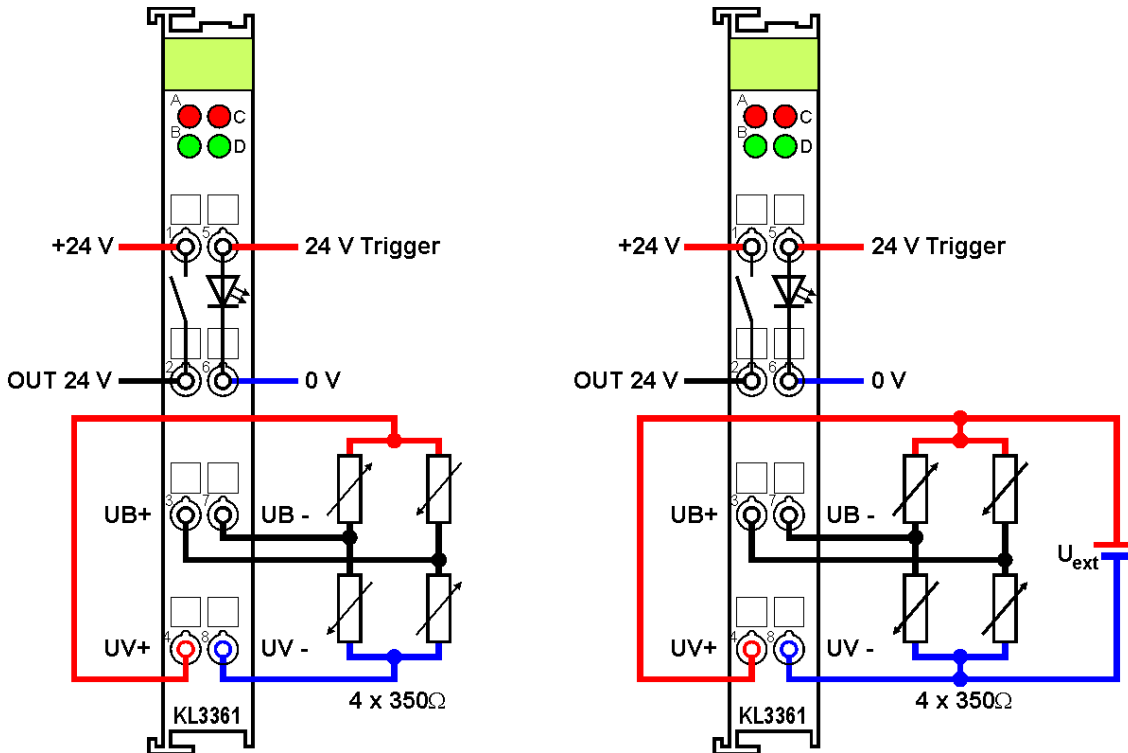 A C
B D
1 5
+24 V 24 V Trigger
2 6
OUT 24 V 0 V
3 7
UB+ UB -
4 8
UV+ UV -
4 x 350Ω
KL3361
A C
B D
1 5
+24 V 24 V Trigger
2 6
OUT 24 V 0 V
3 7
UB+ UB -
Uext
4 8
UV+ UV -
4 x 350Ω
KL3361